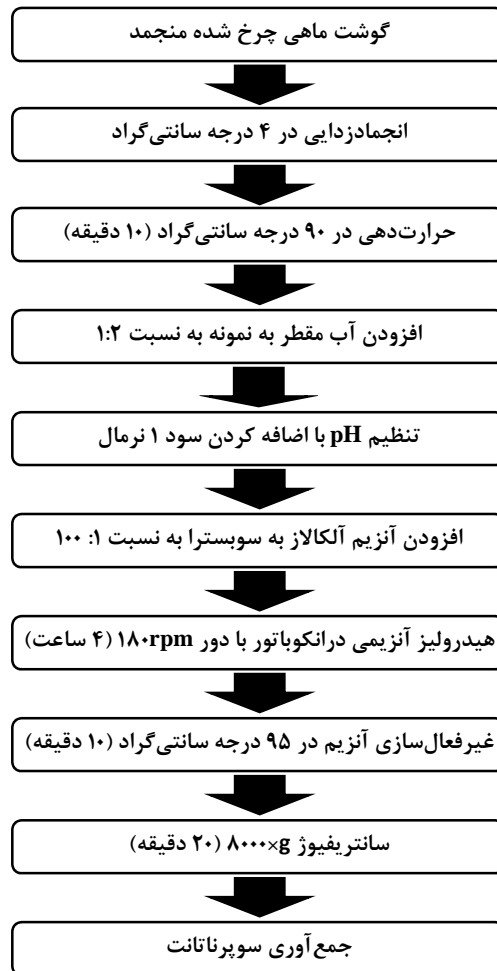 گوشت ماهی چرخ شده منجمد
انجمادزدایی در ۴ درجه سانتی‌گراد
حرارت‌دهی در ۹۰ درجه سانتی‌گراد (۱۰ دقیقه)
افزودن آب مقطر به نمونه به نسبت ۱:۲
تنظیم pH با اضافه کردن سود ۱ نرمال
افزودن آنزیم آلکالاز به سوبسترا به نسبت ۱: ۱۰۰
هیدرولیز آنزیمی درانکوباتور با دور ۱۸۰rpm (۴ ساعت)
غیرفعال‌سازی آنزیم در ۹۵ درجه سانتی‌گراد (۱۰ دقیقه)
سانتریفیوژ ۸۰۰۰×g (۲۰ دقیقه)
جمع‌آوری سوپرناتانت